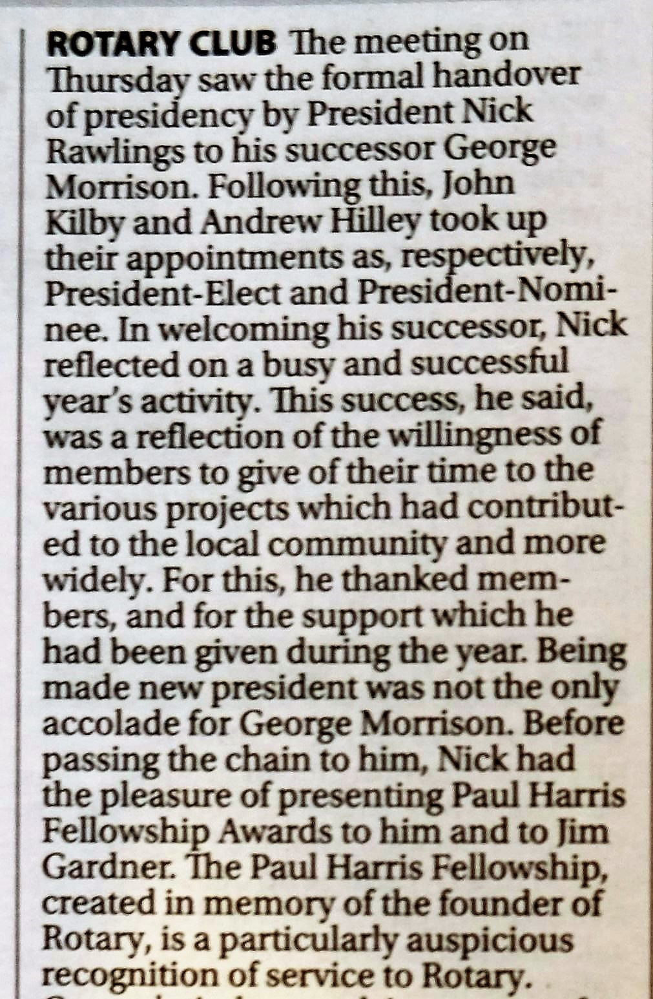 ROTARY CLUB The meeting on
Thursday saw the formal handover
of presidency by President Nick
Rawlings to his successor George
Morrison. Following this, John
Kilby and Andrew Hilley took up
their appointments as, respectively,
President-Elect and President-Nomi-
nee. In welcoming his successor, Nick
reflected on a busy and successful
year's activity. This success, he said,
was a reflection of the willingness of
members to give of their time to the
various projects which had contribut-
ed to the local community and more
widely. For this, he thanked mem-
bers, and for the support which he
had been given during the year. Being
made new president was not the only
accolade for George Morrison. Before
passing the chain to him, Nick had
the pleasure of presenting Paul Harris
Fellowship Awards to him and to Jim
Gardner. The Paul Harris Fellowship,
created in memory of the founder of
Rotary, is a particularly auspicious
recognition of service to Rotary.